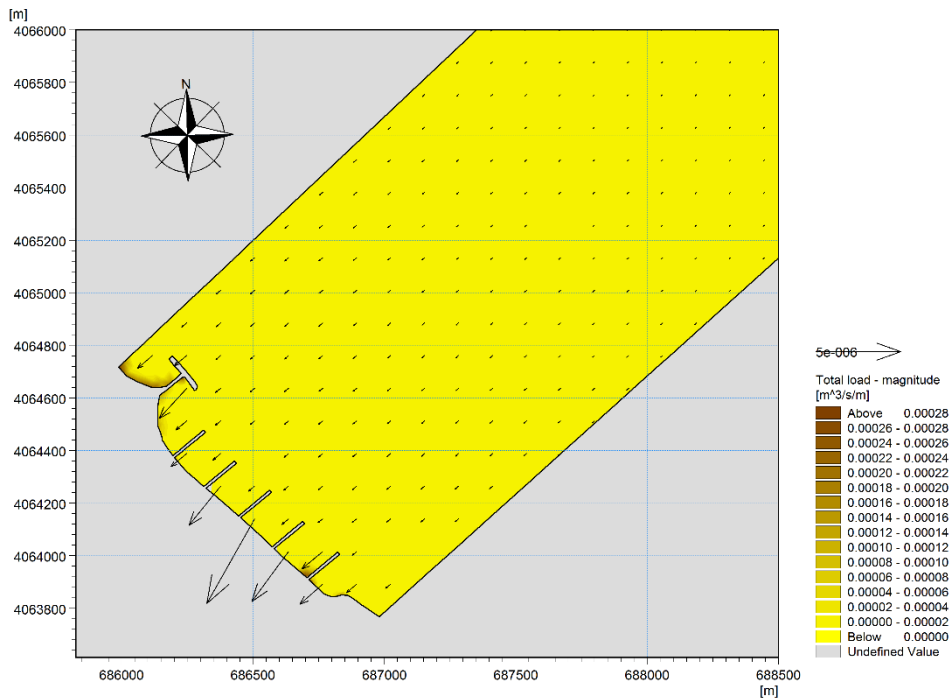 [m]
4066000
4065800
4065600
4065400
4065200
4065000
4064800
4064600
4064400
4064200
4064000
4063800
N
686000 686500 687000 687500 688000 688500
[m]
5e-006
Total load - magnitude
[m^3/s/m]
Above 0.00028
0.00026 - 0.00028
0.00024 - 0.00026
0.00022 - 0.00024
0.00020 - 0.00022
0.00018 - 0.00020
0.00016 - 0.00018
0.00014 - 0.00016
0.00012 - 0.00014
0.00010 - 0.00012
0.00008 - 0.00010
0.00006 - 0.00008
0.00004 - 0.00006
0.00002 - 0.00004
0.00000 - 0.00002
Below 0.00000
Undefined Value